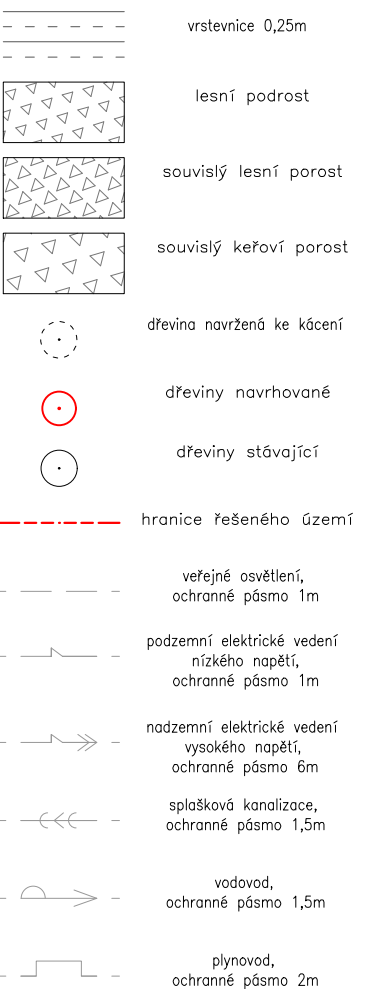 vrstevnice 0,25m
lesní podrost
souvislý lesní porost
souvislý keřoví porost
dřevina navržená ke kácení
dřeviny navrhované
dřeviny stávající
hranice řešeného území
veřejné osvětlení,
ochranné pásmo 1m
podzemní elektrické vedení
nízkého napětí,
ochranné pásmo 1m
nadzemní elektrické vedení
vysokého napětí,
ochranné pásmo 6m
splašková kanalizace,
ochranné pásmo 1,5m
vodovod,
ochranné pásmo 1,5m
plynovod,
ochranné pásmo 2m